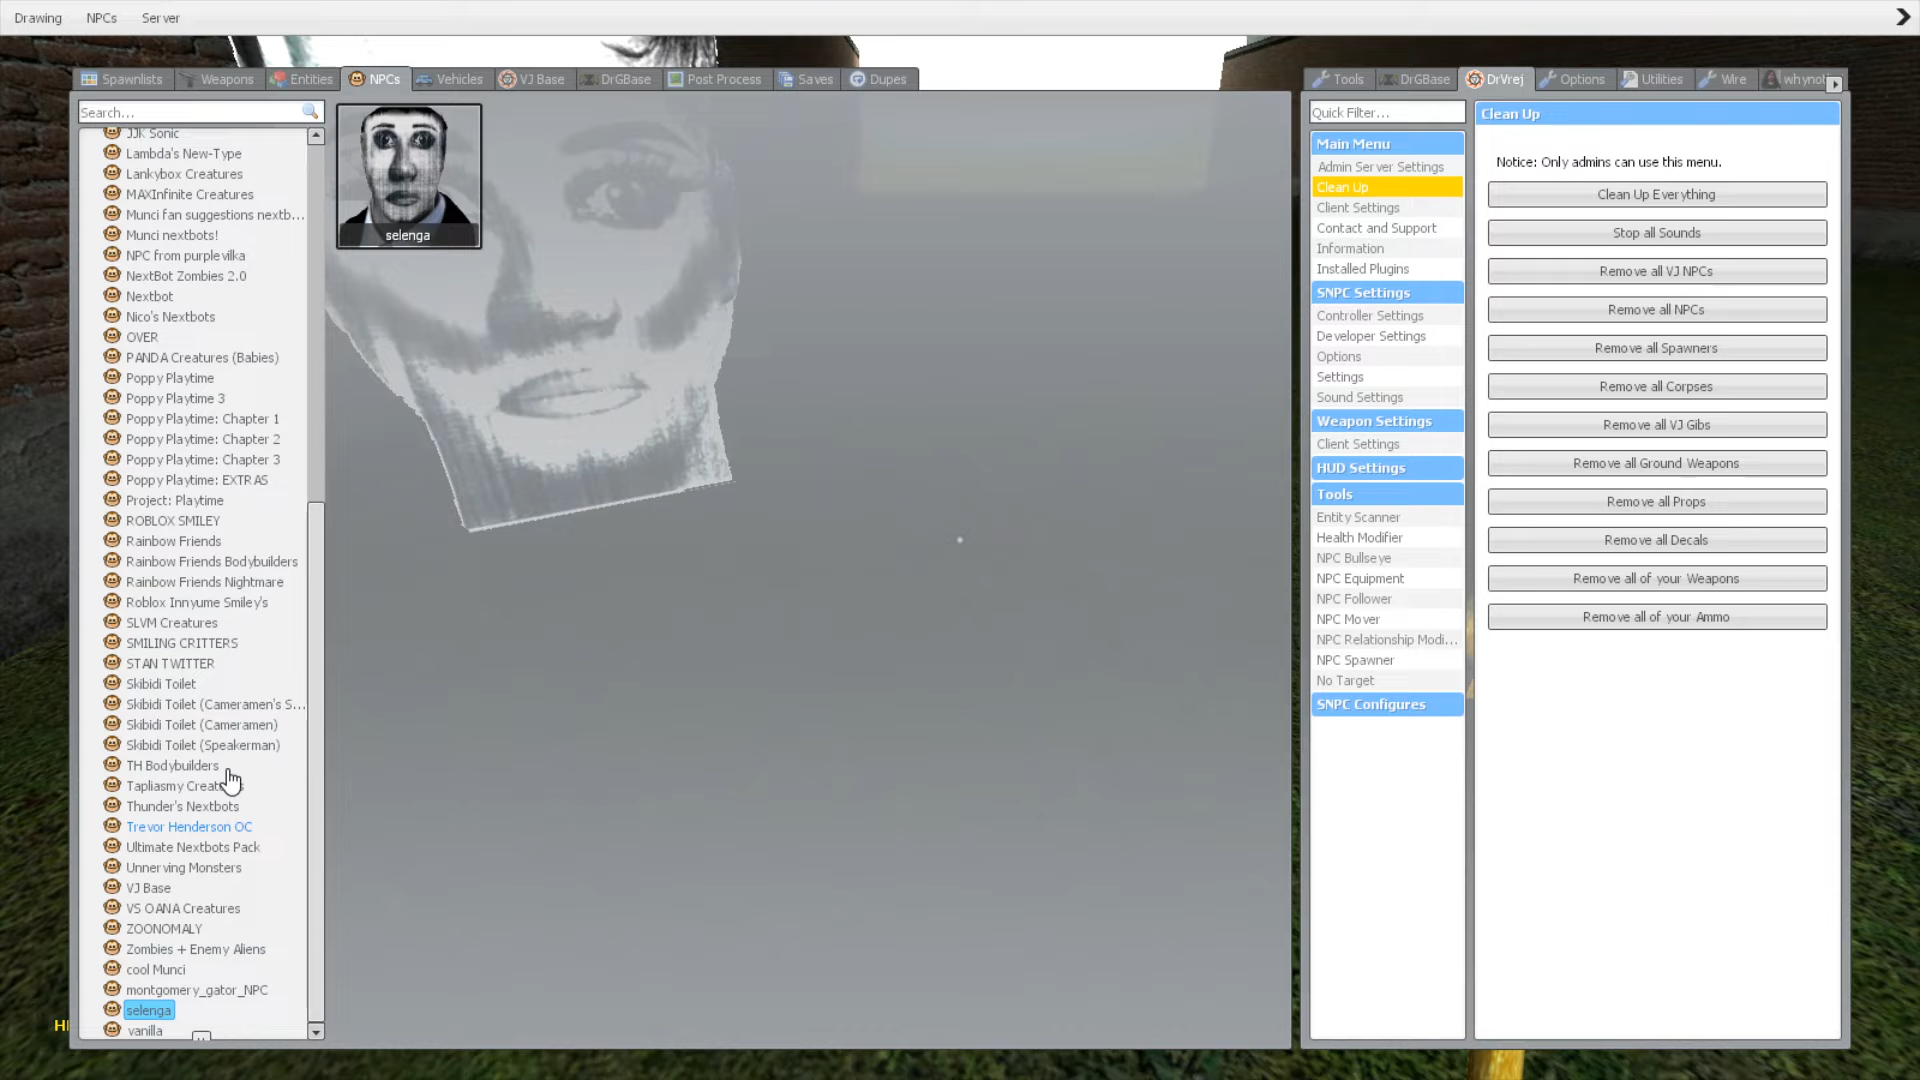 Drawing NPCs Server
Spawnlists Weapons Entities NPCs Vehicles VJ Base DrGBase Post Process Saves Dupes
Search...
JJK Sonic
Lambda's New-Type
Lankybox Creatures
MAXInfinite Creatures
Munci fan suggestions nextb...
Munci nextbots!
NPC from purplevilka
NextBot Zombies 2.0
Nextbot
Nico's Nextbots
OVER
PANDA Creatures (Babies)
Poppy Playtime
Poppy Playtime 3
Poppy Playtime: Chapter 1
Poppy Playtime: Chapter 2
Poppy Playtime: Chapter 3
Poppy Playtime: EXTRAS
Project: Playtime
ROBLOX SMILEY
Rainbow Friends
Rainbow Friends Bodybuilders
Rainbow Friends Nightmare
Roblox Innyume Smiley's
SLVM Creatures
SMILING CRITTERS
STAN TWITTER
Skibidi Toilet
Skibidi Toilet (Cameramen's S...
Skibidi Toilet (Cameramen)
Skibidi Toilet (Speakerman)
TH Bodybuilders
Tapliasmy
Thunder's Nextbots
Trevor Henderson OC
Ultimate Nextbots Pack
Unnerving Monsters
VJ Base
VS OANA Creatures
ZOONOMALY
Zombies + Enemy Aliens
cool Munci
montgomery_gator_NPC
selenga
vanilla
selenga
Tools DrGBase DrVrej Options Utilities Wire whynot
Quick Filter...
Main Menu
Admin Server Settings
Clean Up
Client Settings
Contact and Support
Information
Installed Plugins
SNPC Settings
Controller Settings
Developer Settings
Options
Settings
Sound Settings
Weapon Settings
Client Settings
HUD Settings
Tools
Entity Scanner
Health Modifier
NPC Bullseye
NPC Equipment
NPC Follower
NPC Mover
NPC Relationship Modi...
NPC Spawner
No Target
SNPC Configures
Clean Up
Notice: Only admins can use this menu.
Clean Up Everything
Stop all Sounds
Remove all VJ NPCs
Remove all NPCs
Remove all Spawners
Remove all Corpses
Remove all VJ Gibs
Remove all Ground Weapons
Remove all Props
Remove all Decals
Remove all of your Weapons
Remove all of your Ammo